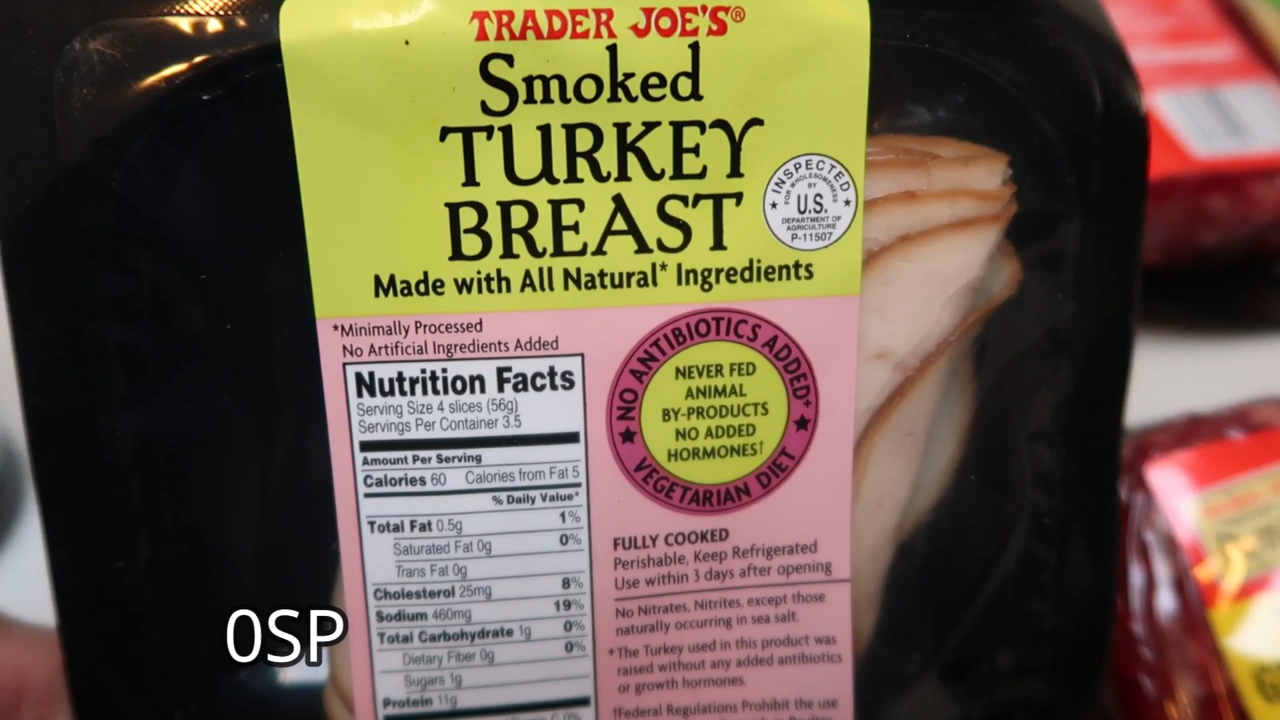 TRADER JOE'S®
Smoked
TURKEY
BREAST
Made with All Natural* Ingredients
INSPECTED
FOR WHOLESOMENESS
BY
U.S.
DEPARTMENT OF
AGRICULTURE
P-11507
*Minimally Processed
No Artificial Ingredients Added
Nutrition Facts
Serving Size 4 slices (56g)
Servings Per Container 3.5
Amount Per Serving
Calories 60 Calories from Fat 5
% Daily Value*
Total Fat 0.5g 1%
Saturated Fat 0g 0%
Trans Fat 0g
Cholesterol 25mg 8%
Sodium 460mg 19%
Total Carbohydrate 1g 0%
Dietary Fiber 0g 0%
Sugars 1g
Protein 11g
NO ANTIBIOTICS ADDED+
NEVER FED
ANIMAL
BY-PRODUCTS
NO ADDED
HORMONES†
VEGETARIAN DIET
FULLY COOKED
Perishable, Keep Refrigerated
Use within 3 days after opening
No Nitrates, Nitrites, except those
naturally occurring in sea salt.
+The Turkey used in this product was
raised without any added antibiotics
or growth hormones.
†Federal Regulations Prohibit the use
0SP